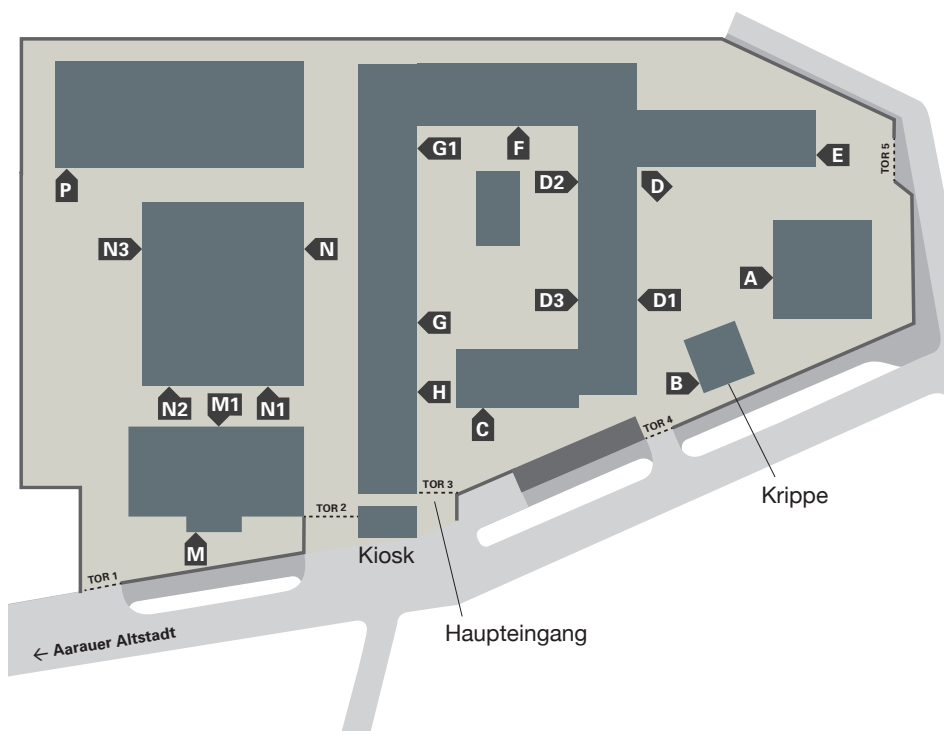 G1
F
E
TOR 5
P
D2
D
N3
N
A
D3
D1
G
B
H
N2
M1
N1
C
TOR 4
TOR 3
Krippe
TOR 2
M
Kiosk
TOR 1
Haupteingang
← Aarauer Altstadt